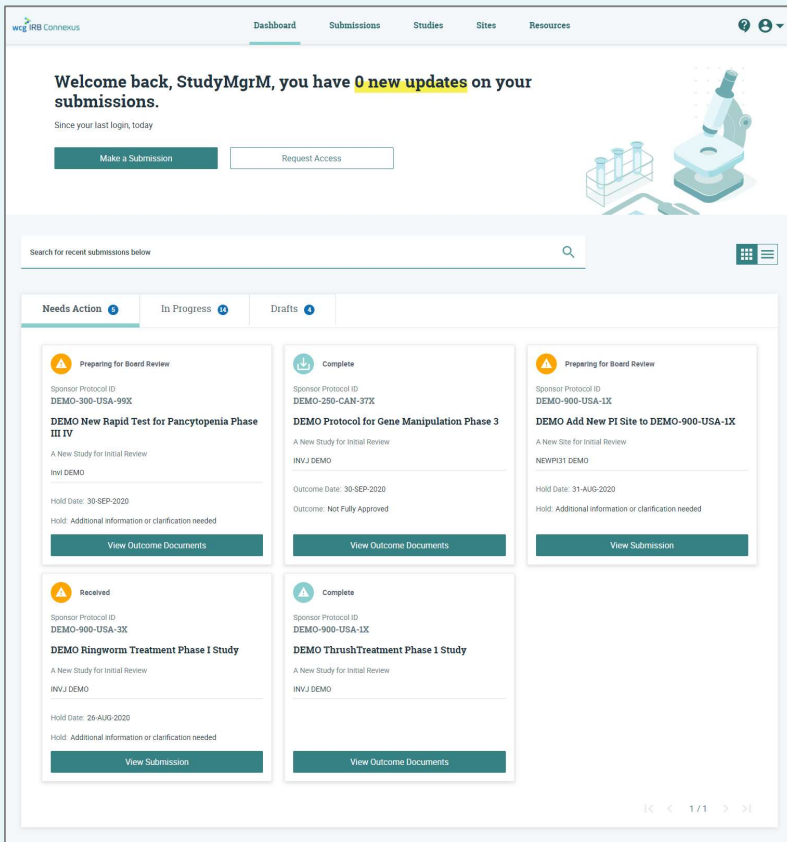 wcg IRB Connexus
Dashboard Submissions Studies Sites Resources
Welcome back, StudyMgrM, you have 0 new updates on your
submissions.
Since your last login, today
Make a Submission Request Access
Search for recent submissions below
Needs Action 5 In Progress 14 Drafts 4
Preparing for Board Review
Sponsor Protocol ID
DEMO-300-USA-99X
DEMO New Rapid Test for Pancytopenia Phase
III IV
A New Study for Initial Review
InvI DEMO
Hold Date: 30-SEP-2020
Hold: Additional information or clarification needed
View Outcome Documents
Complete
Sponsor Protocol ID
DEMO-250-CAN-37X
DEMO Protocol for Gene Manipulation Phase 3
A New Study for Initial Review
INVJ DEMO
Outcome Date: 30-SEP-2020
Outcome: Not Fully Approved
View Outcome Documents
Preparing for Board Review
Sponsor Protocol ID
DEMO-900-USA-1X
DEMO Add New PI Site to DEMO-900-USA-1X
A New Site for Initial Review
NEWPI31 DEMO
Hold Date: 31-AUG-2020
Hold: Additional information or clarification needed
View Submission
Received
Sponsor Protocol ID
DEMO-900-USA-3X
DEMO Ringworm Treatment Phase I Study
A New Study for Initial Review
INVJ DEMO
Hold Date: 26-AUG-2020
Hold: Additional information or clarification needed
View Submission
Complete
Sponsor Protocol ID
DEMO-900-USA-1X
DEMO ThrushTreatment Phase 1 Study
A New Study for Initial Review
INVJ DEMO
View Outcome Documents
1 / 1